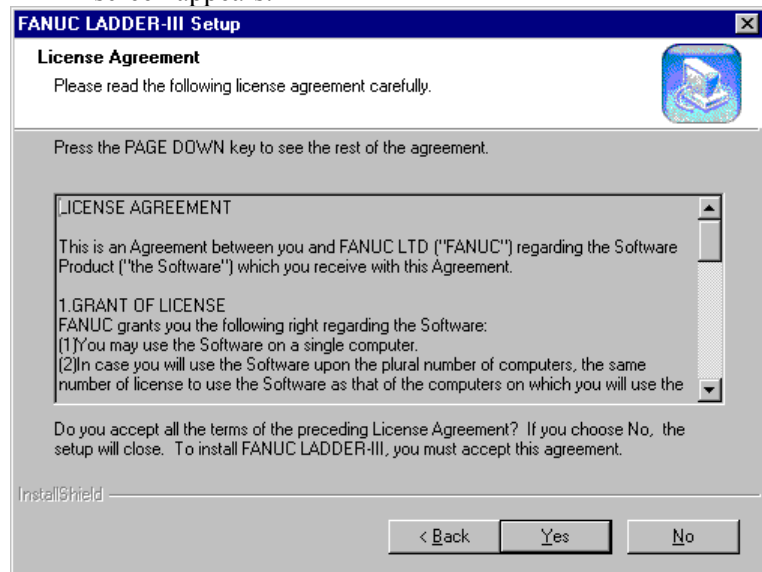 screen appears.
FANUC LADDER-III Setup
License Agreement
Please read the following license agreement carefully.
Press the PAGE DOWN key to see the rest of the agreement.
LICENSE AGREEMENT
This is an Agreement between you and FANUC LTD ("FANUC") regarding the Software
Product ("the Software") which you receive with this Agreement.
1.GRANT OF LICENSE
FANUC grants you the following right regarding the Software:
(1)You may use the Software on a single computer.
(2)In case you will use the Software upon the plural number of computers, the same
number of license to use the Software as that of the computers on which you will use the
Do you accept all the terms of the preceding License Agreement? If you choose No, the
setup will close. To install FANUC LADDER-III, you must accept this agreement.
InstallShield
< Back Yes No